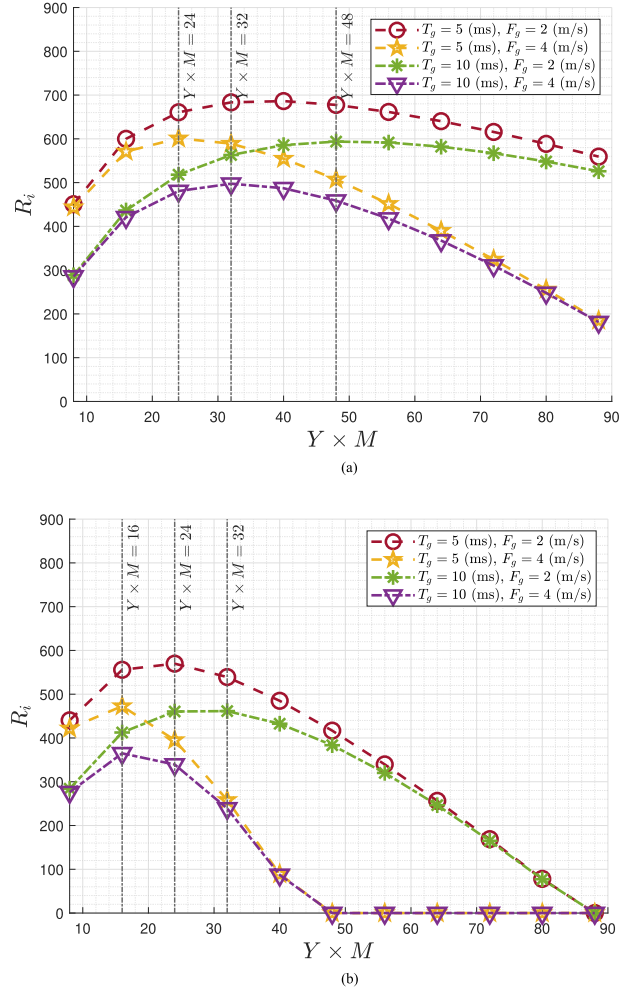 900
800
700
600
500
400
300
200
100
0
R_i
Y × M = 24
Y × M = 32
Y × M = 48
T_g = 5 (ms), F_g = 2 (m/s)
T_g = 5 (ms), F_g = 4 (m/s)
T_g = 10 (ms), F_g = 2 (m/s)
T_g = 10 (ms), F_g = 4 (m/s)
10 20 30 40 50 60 70 80 90
Y × M
(a)
900
800
700
600
500
400
300
200
100
0
R_i
Y × M = 16
Y × M = 24
Y × M = 32
T_g = 5 (ms), F_g = 2 (m/s)
T_g = 5 (ms), F_g = 4 (m/s)
T_g = 10 (ms), F_g = 2 (m/s)
T_g = 10 (ms), F_g = 4 (m/s)
10 20 30 40 50 60 70 80 90
Y × M
(b)